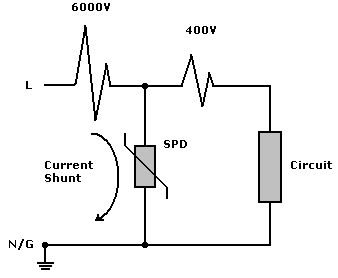 6000V
400V
L
SPD
Current
Shunt
Circuit
N/G